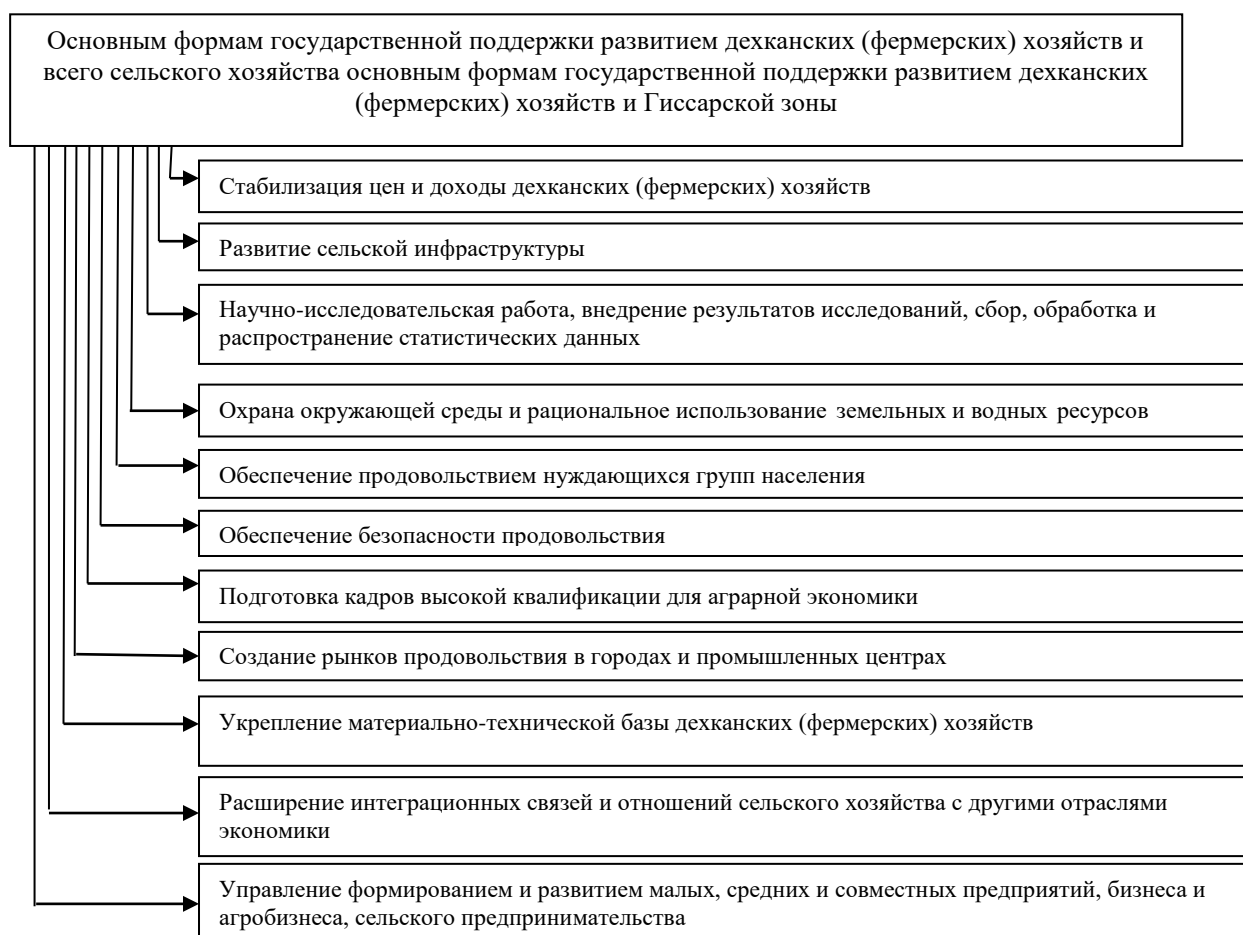 Основным формам государственной поддержки развитием дехканских (фермерских) хозяйств и
всего сельского хозяйства основным формам государственной поддержки развитием дехканских
(фермерских) хозяйств и Гиссарской зоны
Стабилизация цен и доходы дехканских (фермерских) хозяйств
Развитие сельской инфраструктуры
Научно-исследовательская работа, внедрение результатов исследований, сбор, обработка и
распространение статистических данных
Охрана окружающей среды и рациональное использование земельных и водных ресурсов
Обеспечение продовольствием нуждающихся групп населения
Обеспечение безопасности продовольствия
Подготовка кадров высокой квалификации для аграрной экономики
Создание рынков продовольствия в городах и промышленных центрах
Укрепление материально-технической базы дехканских (фермерских) хозяйств
Расширение интеграционных связей и отношений сельского хозяйства с другими отраслями
экономики
Управление формированием и развитием малых, средних и совместных предприятий, бизнеса и
агробизнеса, сельского предпринимательства